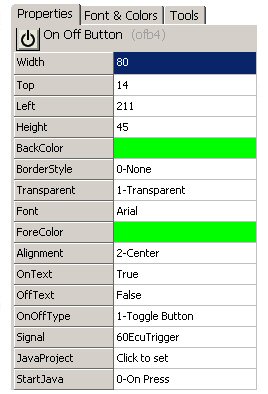 Properties Font & Colors Tools
On Off Button (ofb4)
Width 80
Top 14
Left 211
Height 45
BackColor
BorderStyle 0-None
Transparent 1-Transparent
Font Arial
ForeColor
Alignment 2-Center
OnText True
OffText False
OnOffType 1-Toggle Button
Signal 60EcuTrigger
JavaProject Click to set
StartJava 0-On Press